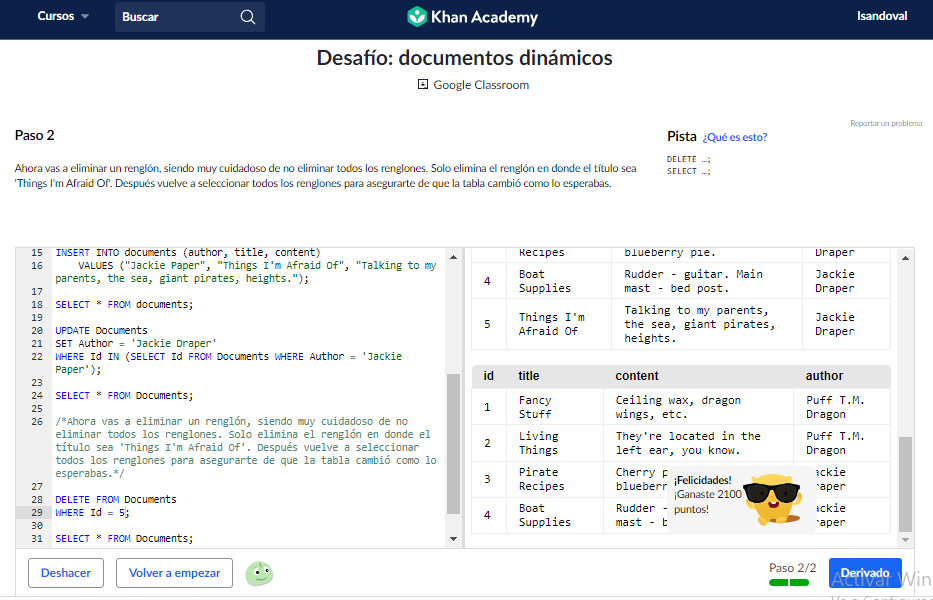 Cursos
Buscar
Khan Academy
lsandoval
Desafío: documentos dinámicos
Google Classroom
Reportar un problema
Paso 2
Pista ¿Qué es esto?
Ahora vas a eliminar un renglón, siendo muy cuidadoso de no eliminar todos los renglones. Solo elimina el renglón en donde el título sea
'Things I'm Afraid Of'. Después vuelve a seleccionar todos los renglones para asegurarte de que la tabla cambió como lo esperabas.
DELETE …;
SELECT …;
15 INSERT INTO documents (author, title, content)
16 VALUES ("Jackie Paper", "Things I'm Afraid Of", "Talking to my
parents, the sea, giant pirates, heights.");
17
18 SELECT * FROM documents;
19
20 UPDATE Documents
21 SET Author = 'Jackie Draper'
22 WHERE Id IN (SELECT Id FROM Documents WHERE Author = 'Jackie
Paper');
23
24 SELECT * FROM Documents;
25
26 /*Ahora vas a eliminar un renglón, siendo muy cuidadoso de no
eliminar todos los renglones. Solo elimina el renglón en donde el
título sea 'Things I'm Afraid Of'. Después vuelve a seleccionar
todos los renglones para asegurarte de que la tabla cambió como lo
esperabas.*/
27
28 DELETE FROM Documents
29 WHERE Id = 5;
30
31 SELECT * FROM Documents;
Recipes blueberry pie. Draper
Boat Rudder - guitar. Main Jackie
4
Supplies mast - bed post. Draper
Talking to my parents,
Things I'm Jackie
5 the sea, giant pirates,
Afraid Of Draper
heights.
id title content author
Fancy Ceiling wax, dragon Puff T.M.
1
Stuff wings, etc. Dragon
Living They're located in the Puff T.M.
2
Things left ear, you know. Dragon
Pirate Cherry p ackie
3
Recipes blueberr raper
Boat Rudder - ackie
4
Supplies mast - b raper
¡Felicidades!
¡Ganaste 2100
puntos!
Deshacer
Volver a empezar
Paso 2/2
Derivado
Activar Win